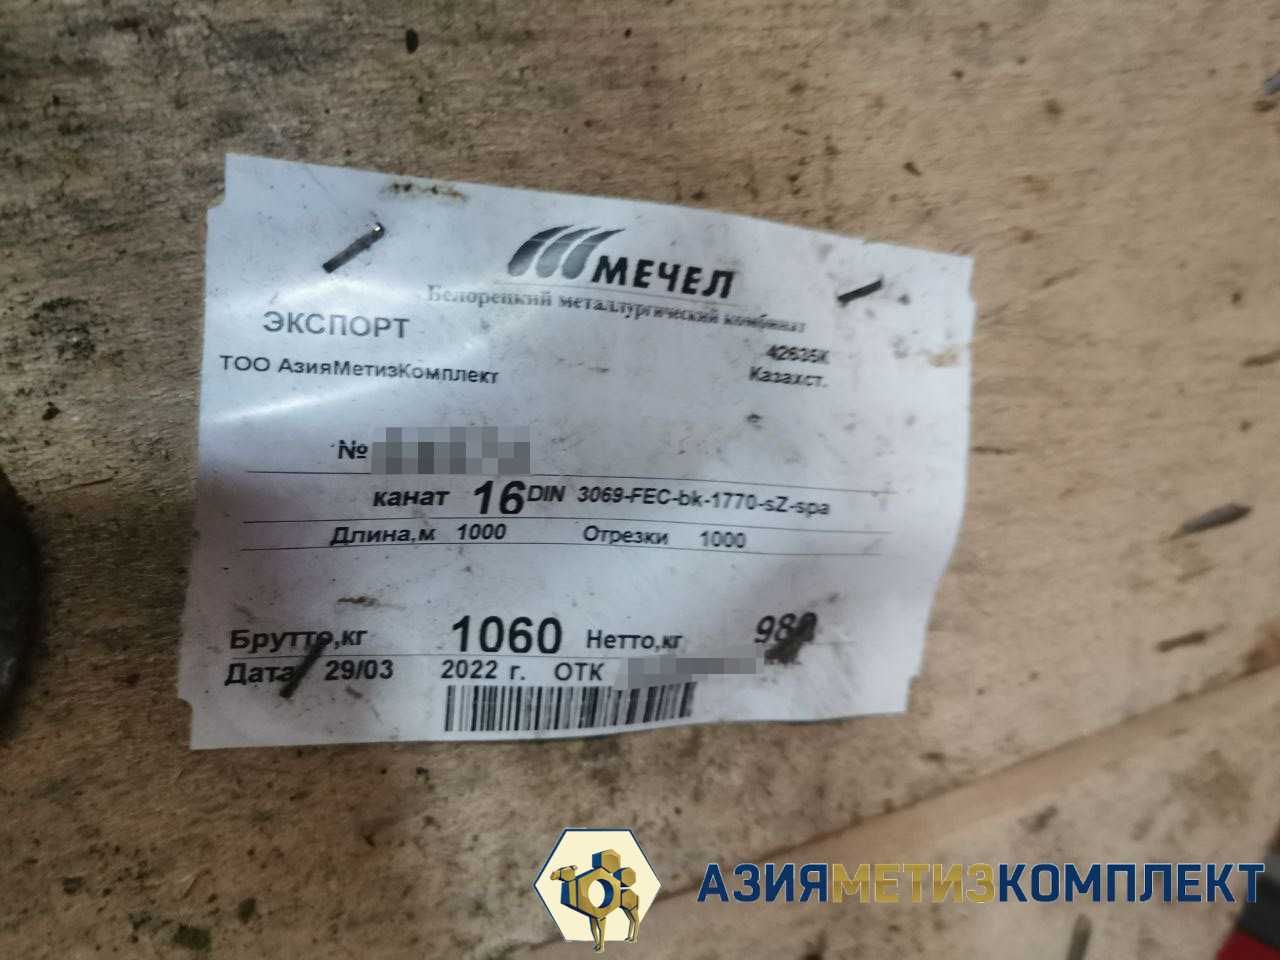 МЕЧЕЛ
Белорецкий металлургический комбинат
ЭКСПОРТ
42635К
ТОО АзияМетизКомплект
Казахст.
№
канат 16 DIN 3069-FEC-bk-1770-sZ-spa
Длина,м 1000 Отрезки 1000
Брутто,кг 1060 Нетто,кг 980
Дата 29/03 2022 г. ОТК
АЗИЯМЕТИЗКОМПЛЕКТ